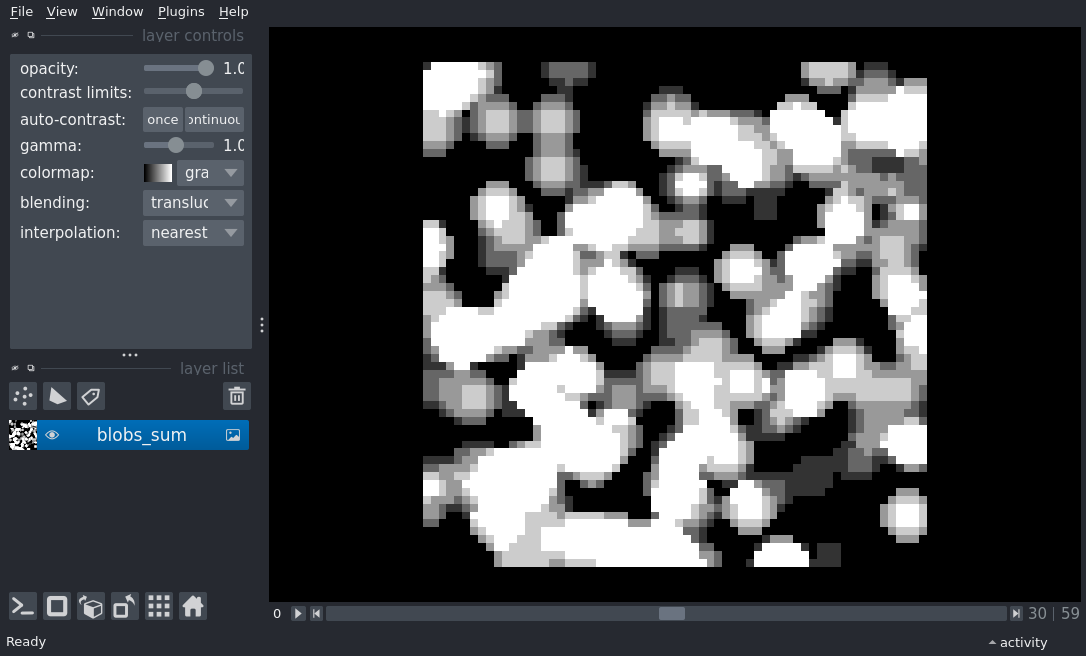 File View Window Plugins Help
layer controls
opacity: 1.0
contrast limits:
auto-contrast: once ontinuou
gamma: 1.0
colormap: gra
blending: transluc
interpolation: nearest
layer list
blobs_sum
0 30 | 59
Ready activity